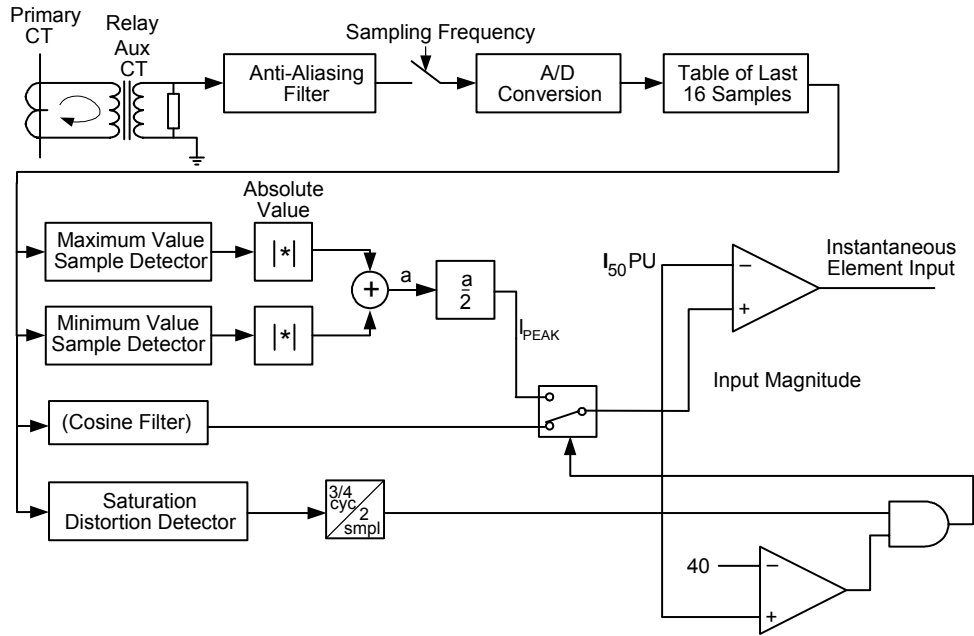 Primary
CT
Relay
Aux
CT
Anti-Aliasing
Filter
Sampling Frequency
A/D
Conversion
Table of Last
16 Samples
Absolute
Value
Maximum Value
Sample Detector
|*|
+
a
a
2
Minimum Value
Sample Detector
|*|
IPEAK
(Cosine Filter)
Saturation
Distortion Detector
3/4
cyc
2
smpl
I50PU
−
+
Instantaneous
Element Input
Input Magnitude
40
−
+